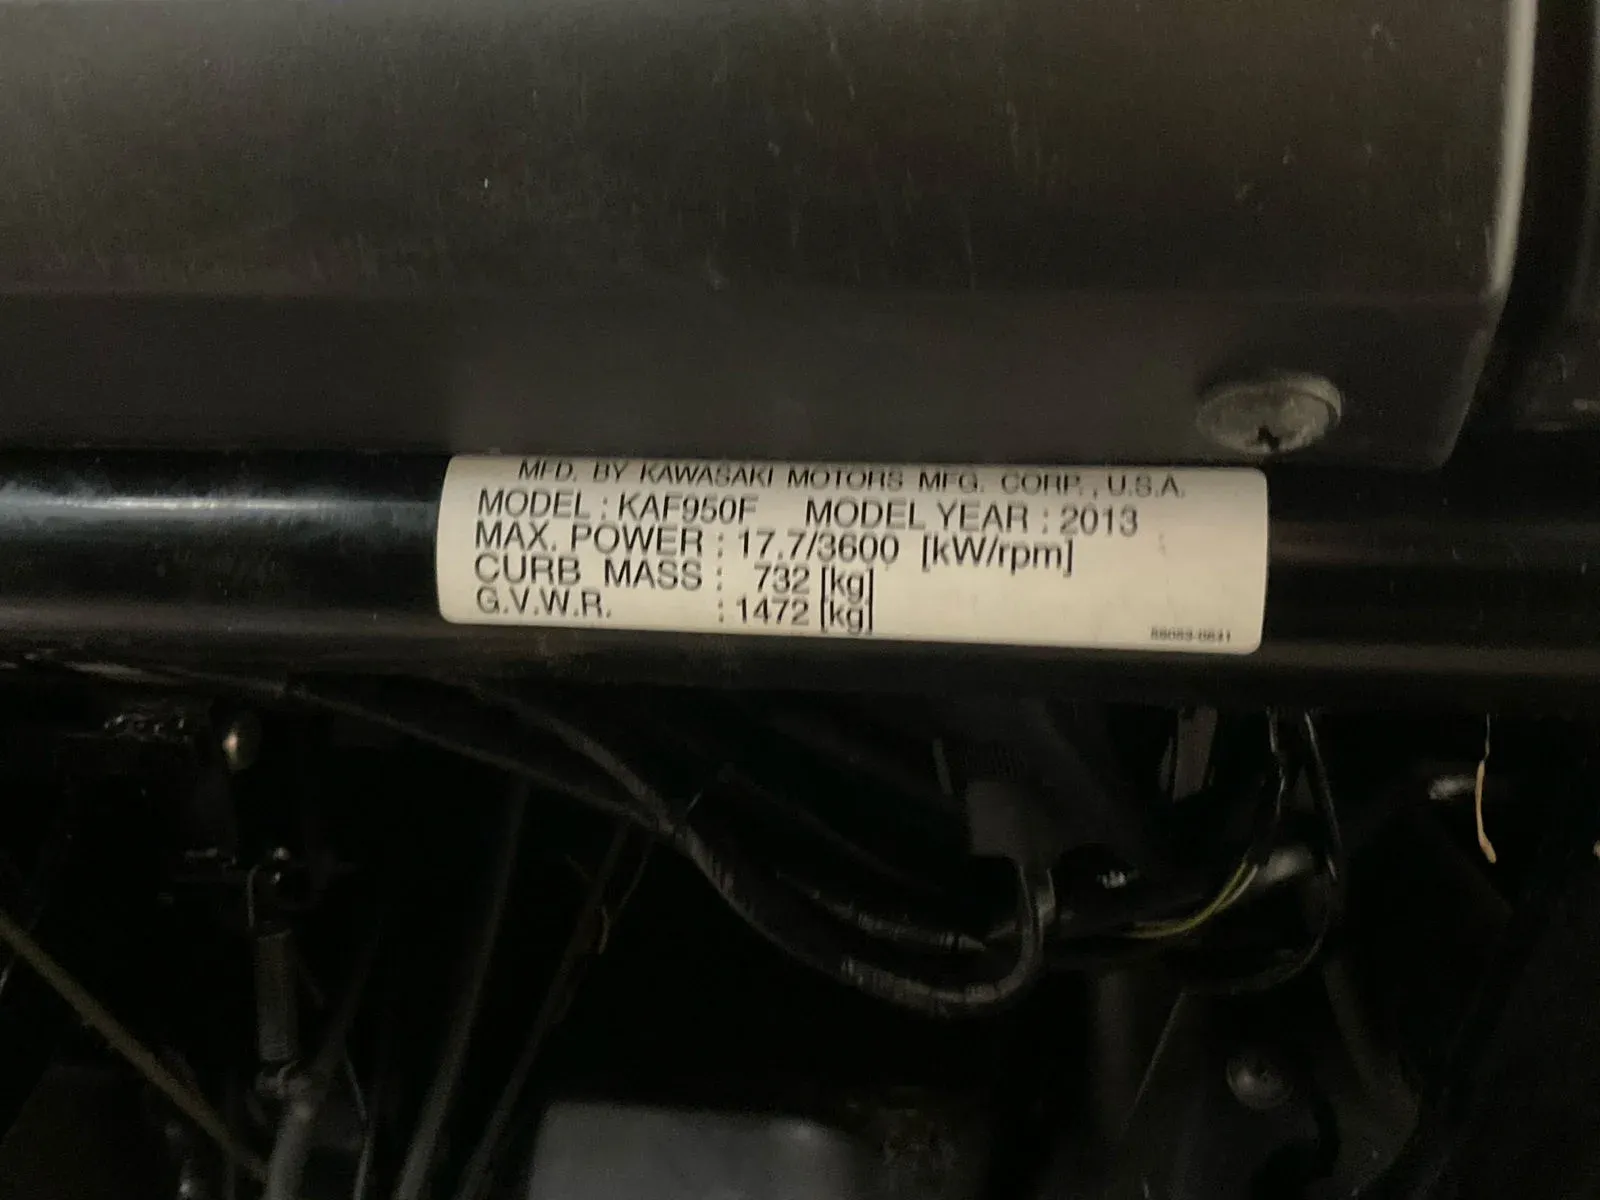 MFD. BY KAWASAKI MOTORS MFG. CORP., U.S.A.
MODEL : KAF950F MODEL YEAR : 2013
MAX. POWER : 17.7/3600 [kW/rpm]
CURB MASS : 732 [kg]
G.V.W.R. : 1472 [kg]